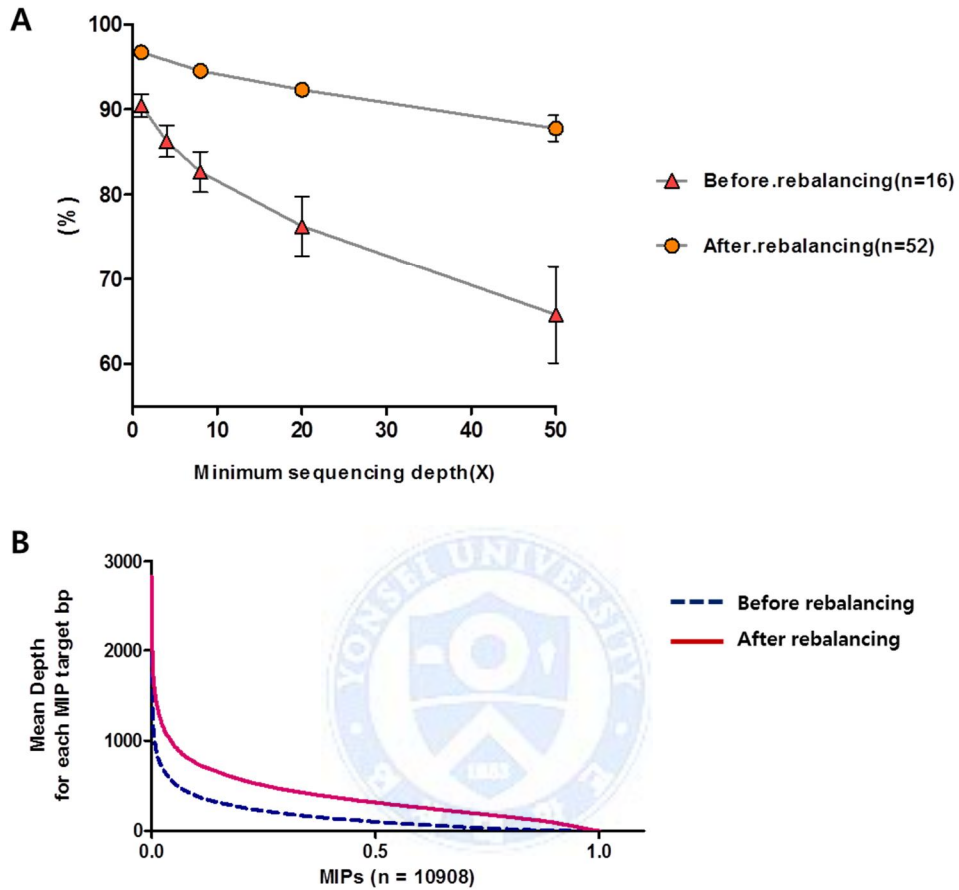 A
100
90
80
70
60
(%)
0 10 20 30 40 50
Minimum sequencing depth(X)
Before.rebalancing(n=16)
After.rebalancing(n=52)
B
3000
2000
1000
0
Mean Depth
for each MIP target bp
0.0 0.5 1.0
MIPs (n = 10908)
Before rebalancing
After rebalancing
YONSEI UNIVERSITY
1885